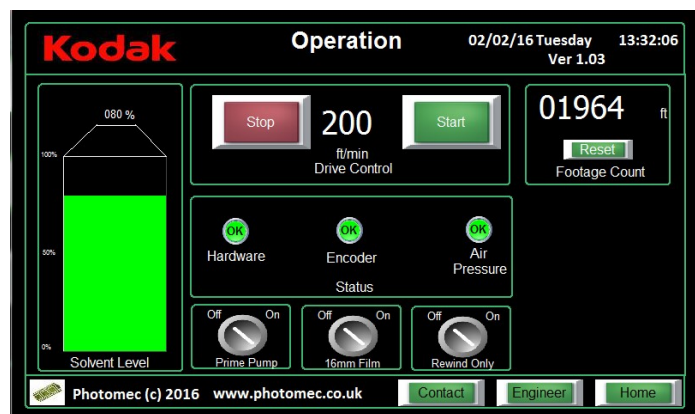 Kodak
Operation
02/02/16 Tuesday 13:32:06
Ver 1.03
080 %
100%
50%
0%
Solvent Level
Stop
200
ft/min
Drive Control
Start
01964 ft
Reset
Footage Count
OK
Hardware
OK
Encoder
OK
Air
Pressure
Status
Off On
Prime Pump
Off On
16mm Film
Off On
Rewind Only
Photomec (c) 2016 www.photomec.co.uk
Contact
Engineer
Home